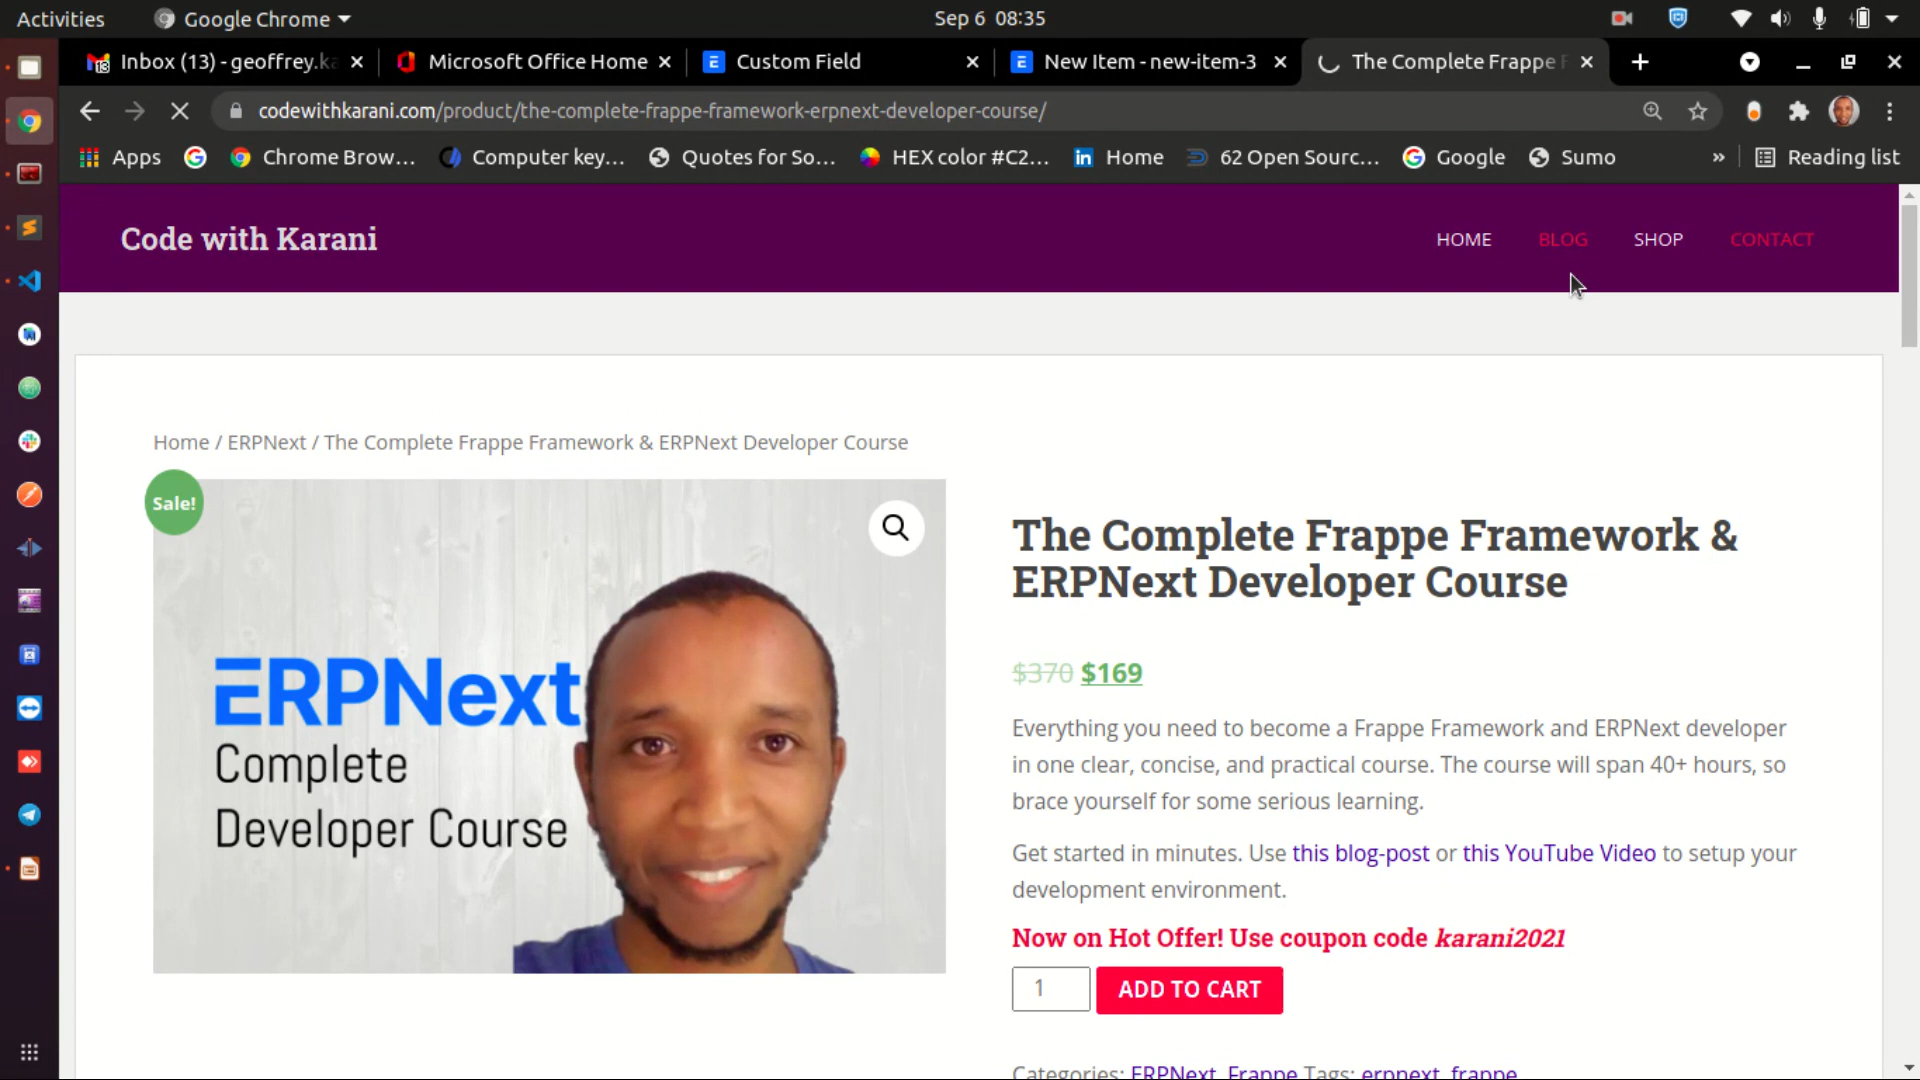 Activities
Google Chrome
Sep 6 08:35
Inbox (13) - geoffrey.ka
Microsoft Office Home
Custom Field
New Item - new-item-3
The Complete Frappe F
codewithkarani.com/product/the-complete-frappe-framework-erpnext-developer-course/
Apps
Chrome Brow...
Computer key...
Quotes for So...
HEX color #C2...
Home
62 Open Sourc...
Google
Sumo
»
Reading list
Code with Karani
HOME
BLOG
SHOP
CONTACT
Home / ERPNext / The Complete Frappe Framework & ERPNext Developer Course
Sale!
ERPNext
Complete
Developer Course
The Complete Frappe Framework &
ERPNext Developer Course
$370 $169
Everything you need to become a Frappe Framework and ERPNext developer
in one clear, concise, and practical course. The course will span 40+ hours, so
brace yourself for some serious learning.
Get started in minutes. Use this blog-post or this YouTube Video to setup your
development environment.
Now on Hot Offer! Use coupon code karani2021
1
ADD TO CART
Categories: ERPNext, Frappe Tags: erpnext, frappe